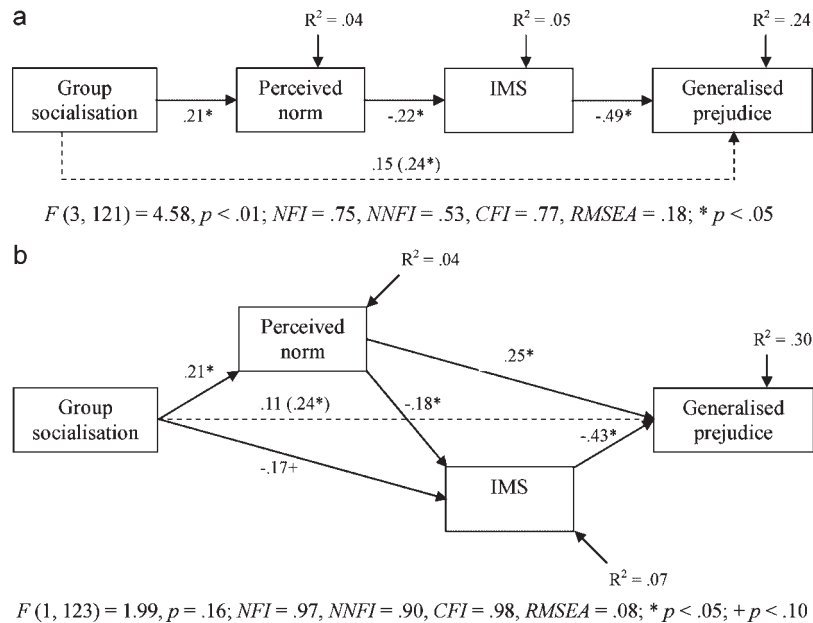 a
R² = .04
R² = .05
R² = .24
Group
socialisation
Perceived
norm
IMS
Generalised
prejudice
.21*
-.22*
-.49*
.15 (.24*)
F (3, 121) = 4.58, p < .01; NFI = .75, NNFI = .53, CFI = .77, RMSEA = .18; * p < .05
b
R² = .04
Perceived
norm
R² = .30
.21*
.25*
Group
socialisation
.11 (.24*)
-.18*
Generalised
prejudice
-.43*
-.17+
IMS
R² = .07
F (1, 123) = 1.99, p = .16; NFI = .97, NNFI = .90, CFI = .98, RMSEA = .08; * p < .05; + p < .10